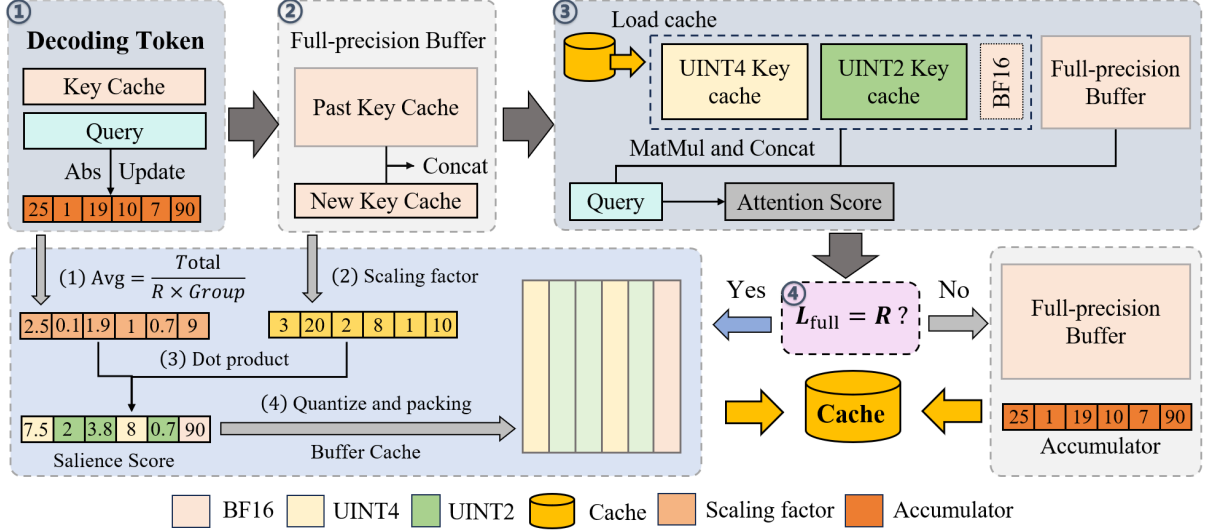 ①
Decoding Token
Key Cache
Query
Abs Update
25 1 19 10 7 90
②
Full-precision Buffer
Past Key Cache
Concat
New Key Cache
③
Load cache
UINT4 Key
cache
UINT2 Key
cache
BF16
Full-precision
Buffer
MatMul and Concat
Query
Attention Score
(1) Avg = Total / R × Group
2.5 0.1 1.9 1 0.7 9
(2) Scaling factor
3 20 2 8 1 10
(3) Dot product
7.5 2 3.8 8 0.7 90
Salience Score
(4) Quantize and packing
Buffer Cache
④
Yes
L_full = R ?
No
Full-precision
Buffer
25 1 19 10 7 90
Accumulator
Cache
BF16
UINT4
UINT2
Cache
Scaling factor
Accumulator